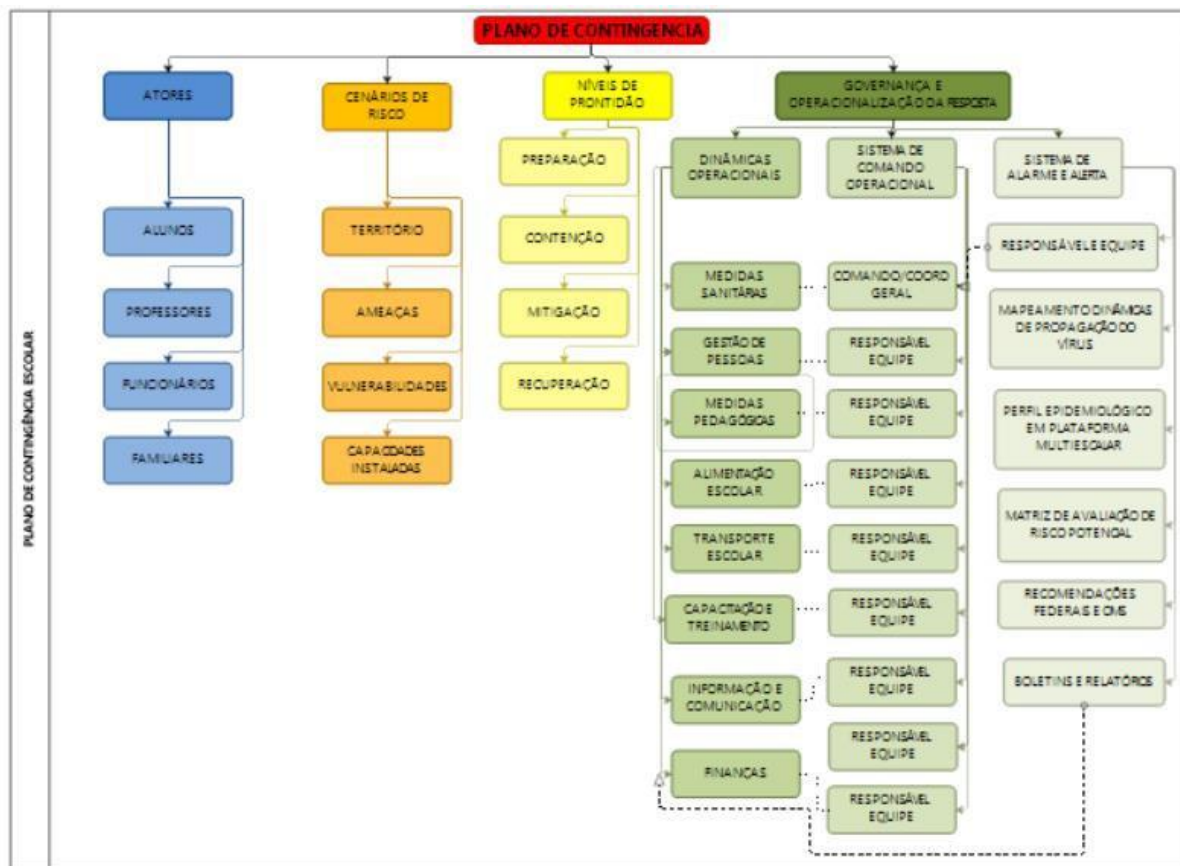 PLANO DE CONTINGENCIA
ATORES
CENÁRIOS DE
RISCO
NÍVEIS DE
PRONTIDÃO
GOVERNANÇA E
OPERACIONALIZAÇÃO DA RESPOSTA
ALUNOS
PROFESSORES
FUNCIONÁRIOS
FAMILIARES
TERRITÓRIO
AMEAÇAS
VULNERABILIDADES
CAPACIDADES
INSTALADAS
PREPARAÇÃO
CONTENÇÃO
MITIGAÇÃO
RECUPERAÇÃO
DINÂMICAS
OPERACIONAIS
MEDIDAS
SANITÁRIAS
GESTÃO DE
PESSOAS
MEDIDAS
PEDAGÓGICAS
ALIMENTAÇÃO
ESCOLAR
TRANSPORTE
ESCOLAR
CAPACITAÇÃO E
TREINAMENTO
INFORMAÇÃO E
COMUNICAÇÃO
FINANÇAS
SISTEMA DE
COMANDO
OPERACIONAL
COMANDO/COORD
GERAL
RESPONSÁVEL
EQUIPE
RESPONSÁVEL
EQUIPE
RESPONSÁVEL
EQUIPE
RESPONSÁVEL
EQUIPE
RESPONSÁVEL
EQUIPE
RESPONSÁVEL
EQUIPE
RESPONSÁVEL
EQUIPE
RESPONSÁVEL
EQUIPE
SISTEMA DE
ALARME E ALERTA
RESPONSÁVEL E EQUIPE
MAPEAMENTO DINÂMICAS
DE PROPAGAÇÃO DO
VÍRUS
PERFIL EPIDEMIOLÓGICO
EM PLATAFORMA
MULTIESCALAR
MATRIZ DE AVALIAÇÃO DE
RISCO POTENCIAL
RECOMENDAÇÕES
FEDERAIS E OMS
BOLETINS E RELATÓRIOS
PLANO DE CONTINGÊNCIA ESCOLAR